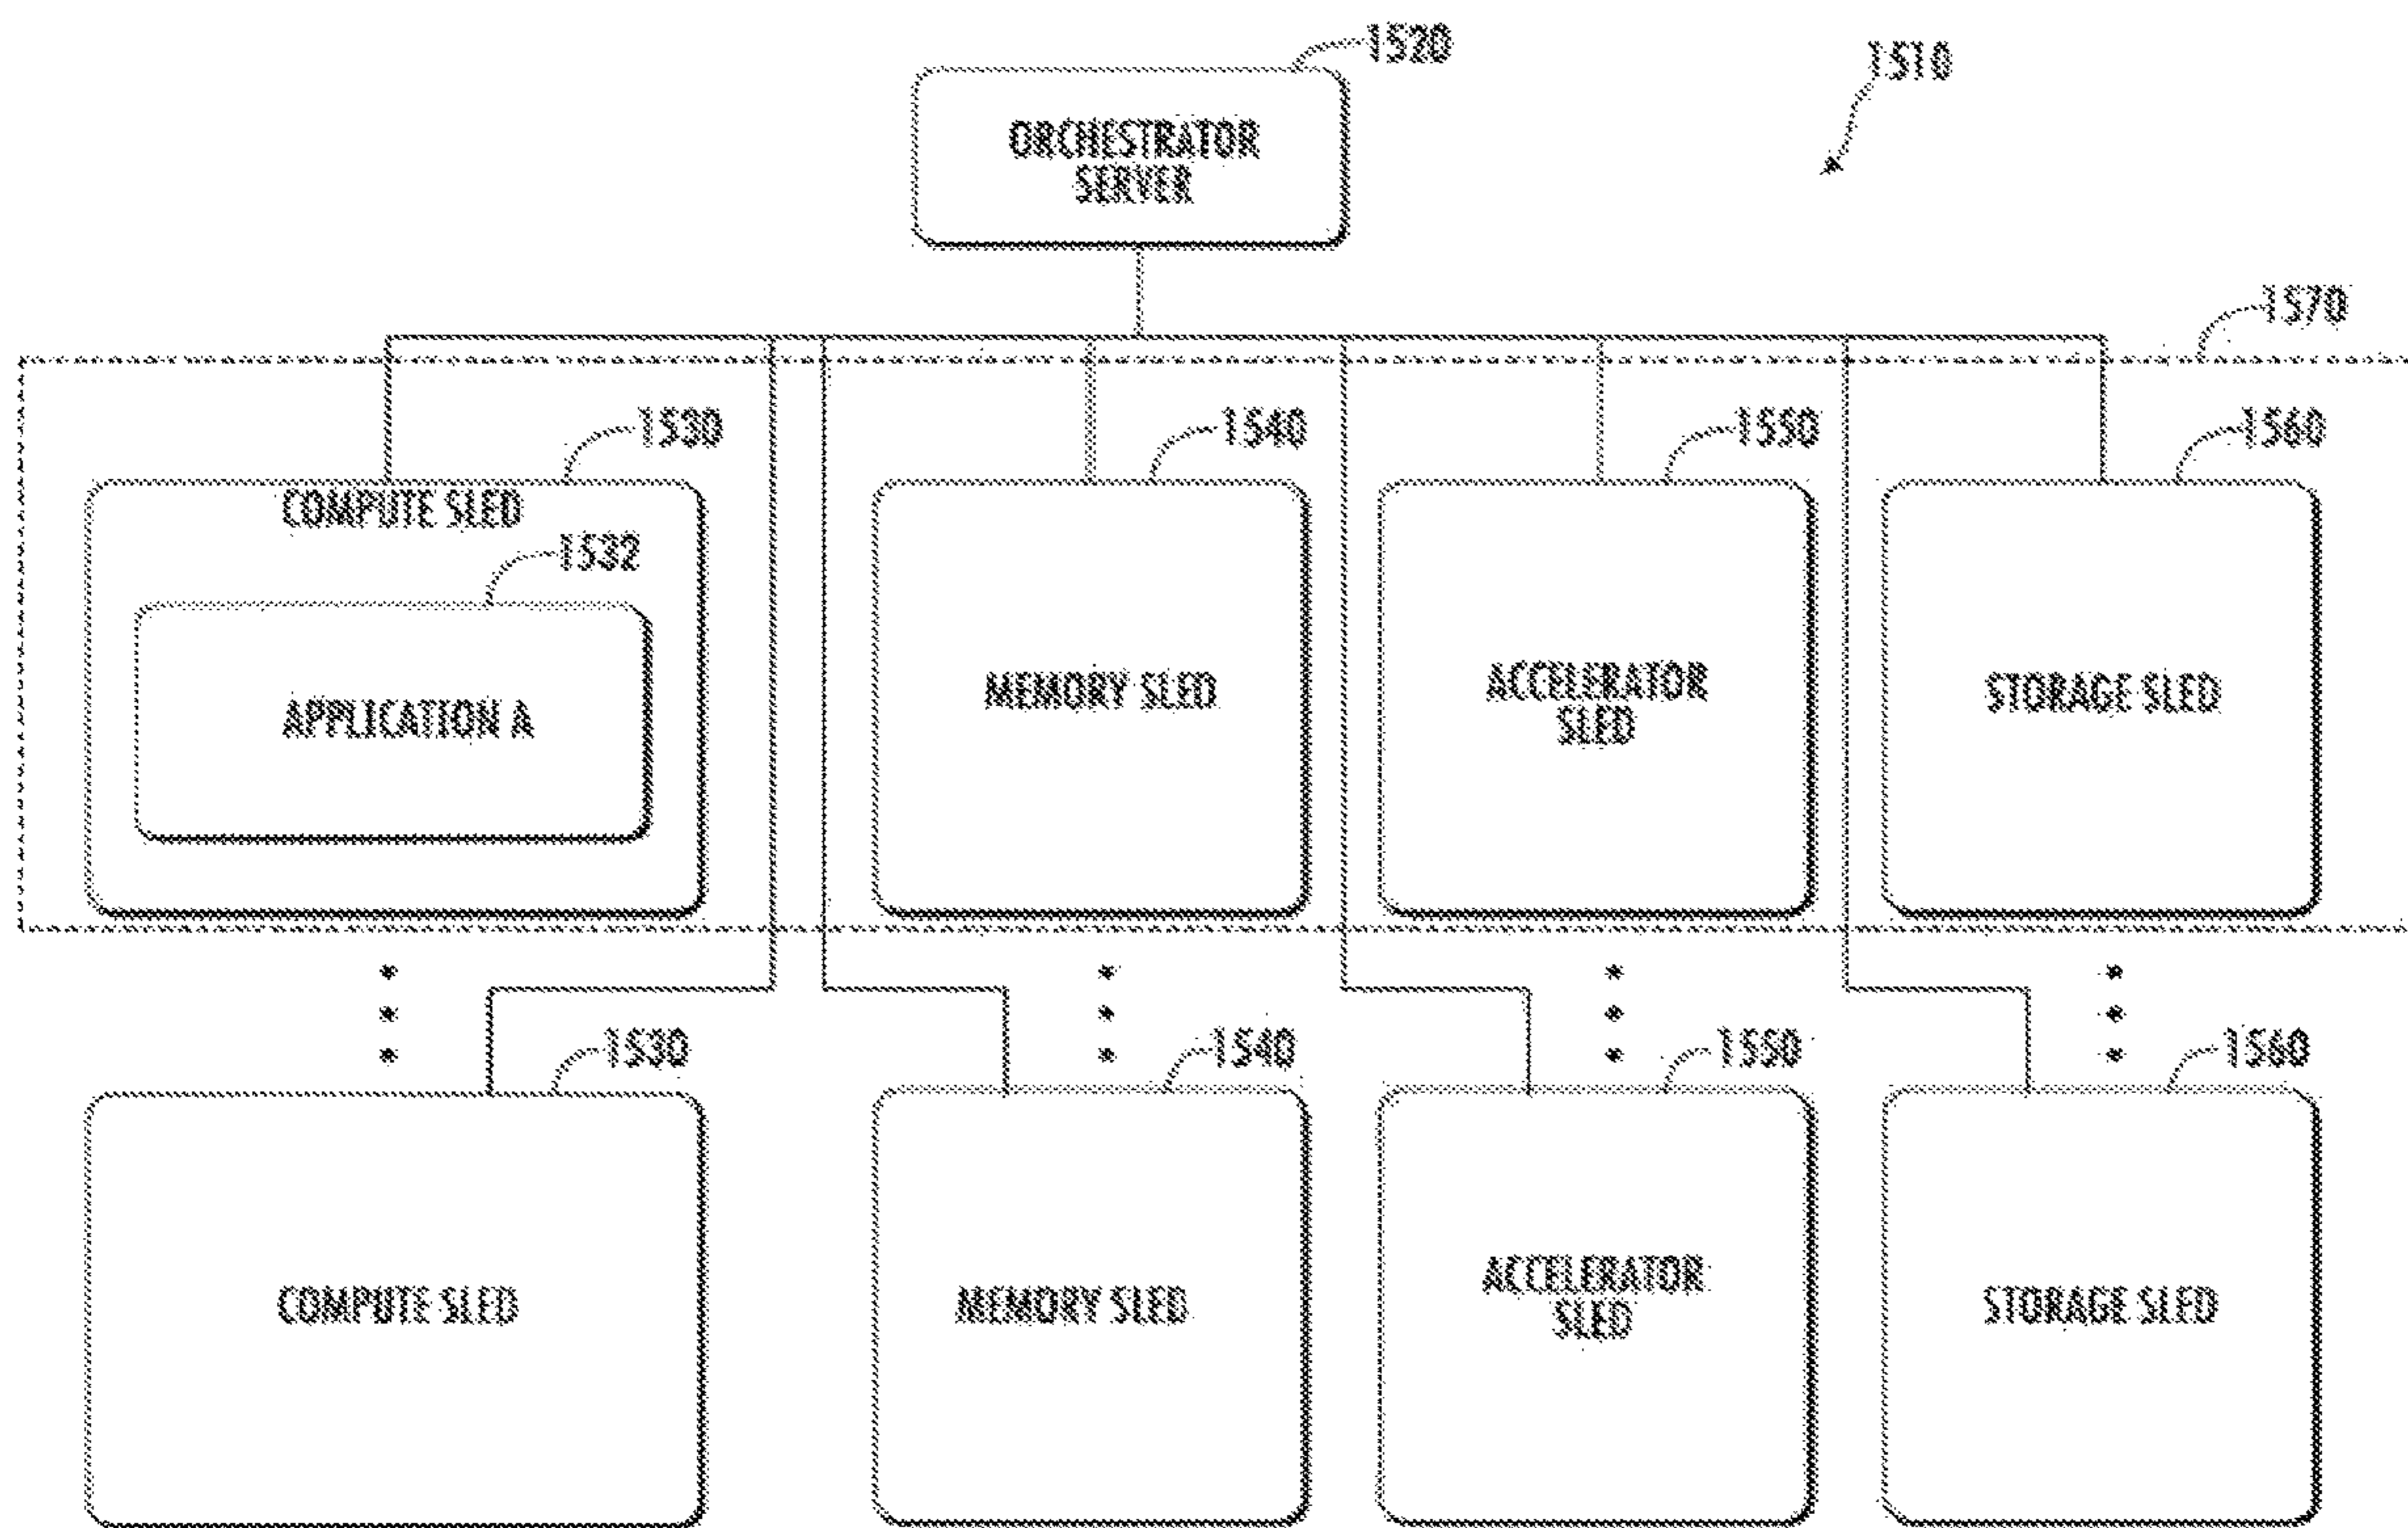 1520
1510
ORCHESTRATOR
SERVER
1570
1530
1540
1550
1560
COMPUTE SLED
1532
APPLICATION A
MEMORY SLED
ACCELERATOR
SLED
STORAGE SLED
1530
1540
1550
1560
COMPUTE SLED
MEMORY SLED
ACCELERATOR
SLED
STORAGE SLED